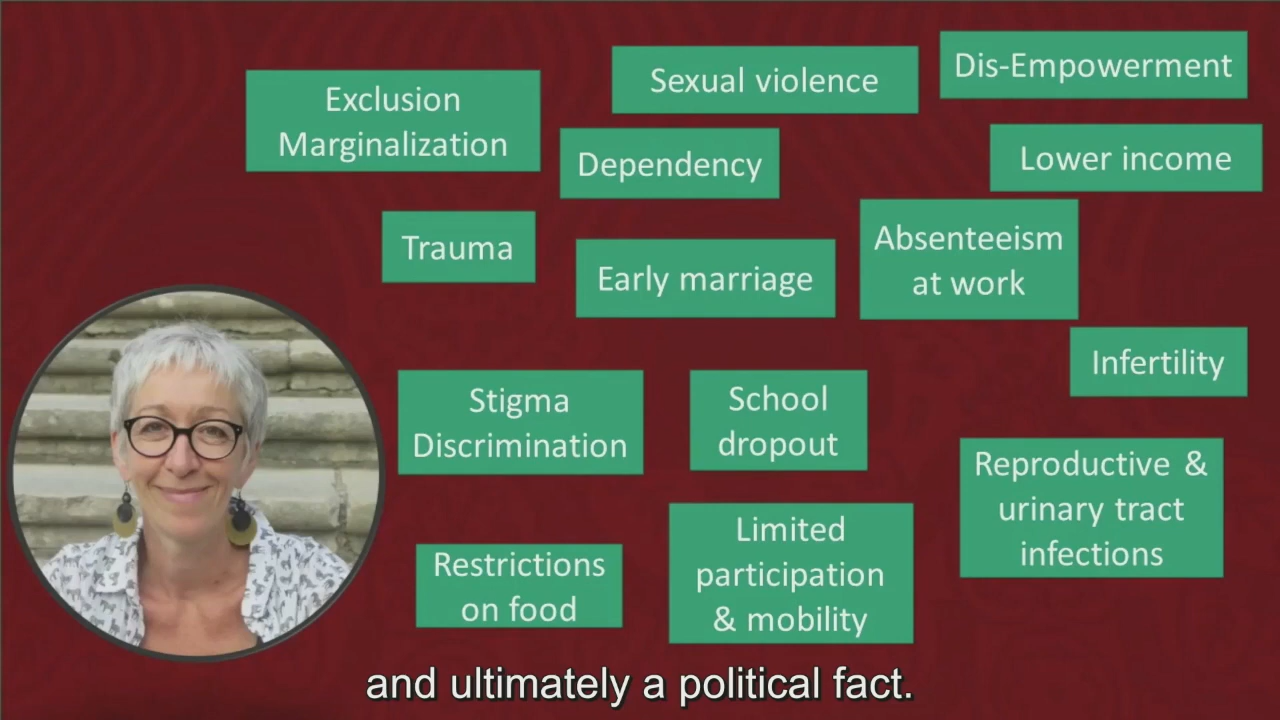 Exclusion
Marginalization
Sexual violence
Dis-Empowerment
Dependency
Lower income
Trauma
Early marriage
Absenteeism
at work
Infertility
Stigma
Discrimination
School
dropout
Reproductive &
urinary tract
infections
Restrictions
on food
Limited
participation
& mobility
and ultimately a political fact.